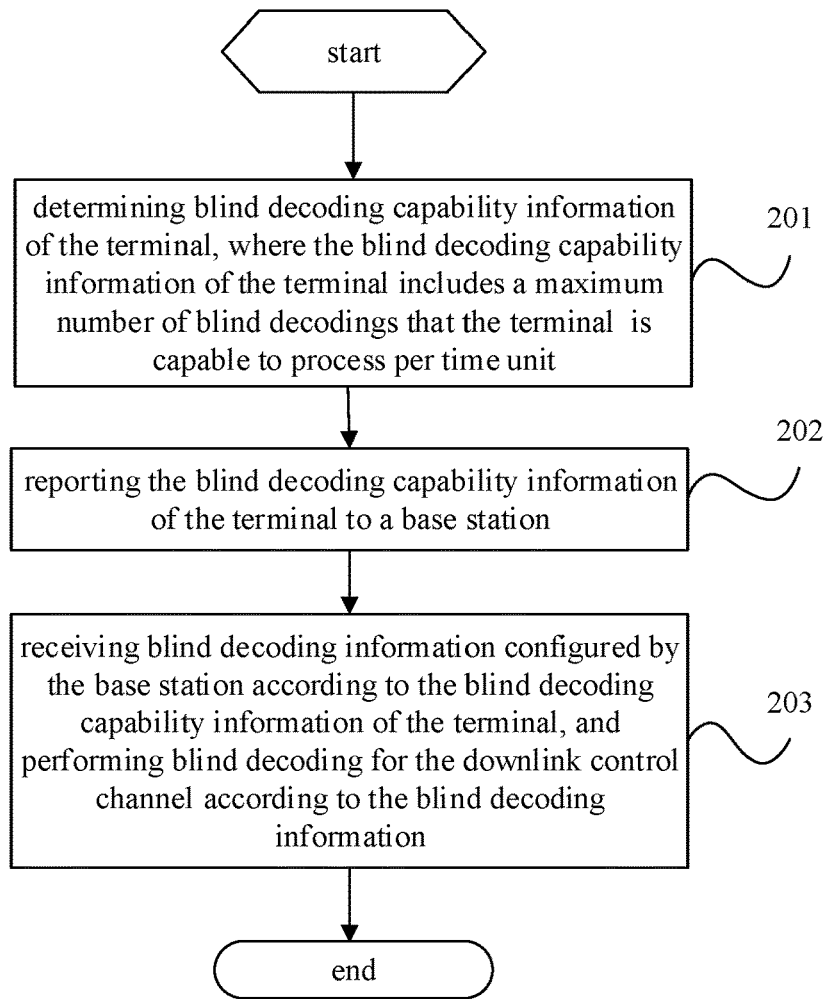 start
determining blind decoding capability information
of the terminal, where the blind decoding capability
information of the terminal includes a maximum
number of blind decodings that the terminal is
capable to process per time unit
201
reporting the blind decoding capability information
of the terminal to a base station
202
receiving blind decoding information configured by
the base station according to the blind decoding
capability information of the terminal, and
performing blind decoding for the downlink control
channel according to the blind decoding
information
203
end